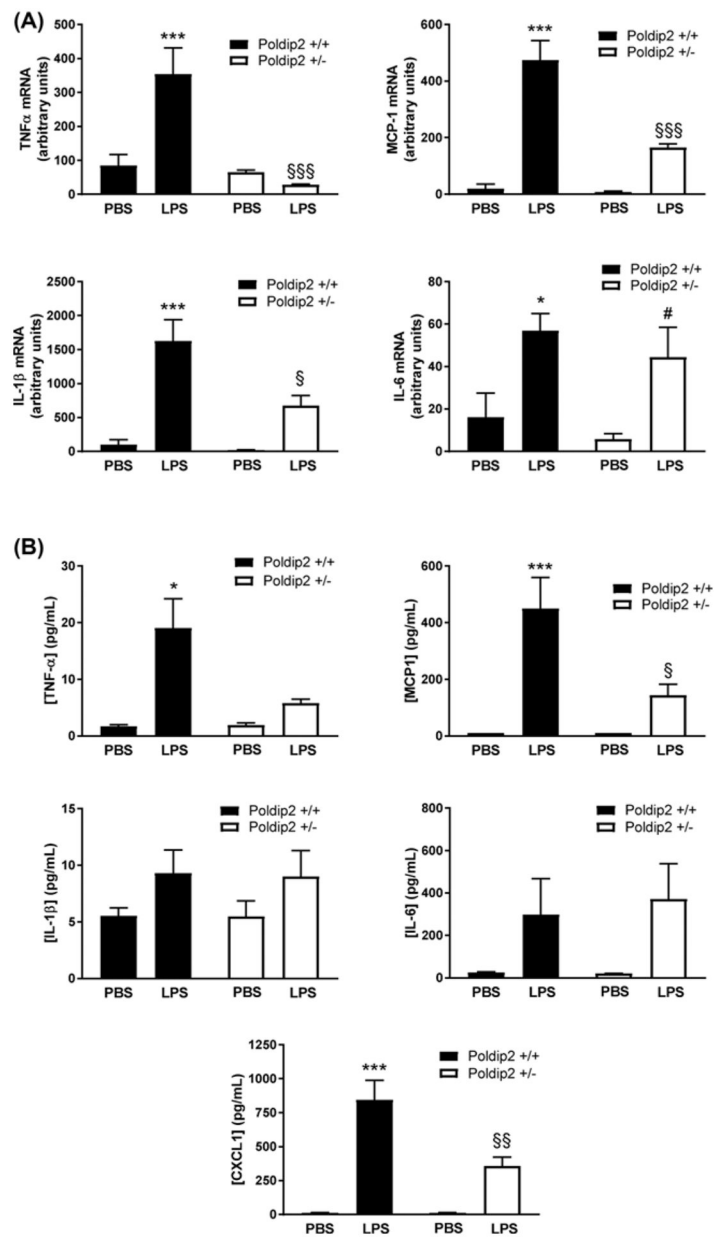 (A)
TNFα mRNA
(arbitrary units)
500
400
300
200
100
0
***
§§§
PBS LPS PBS LPS
Poldip2 +/+
Poldip2 +/-
MCP-1 mRNA
(arbitrary units)
600
400
200
0
***
§§§
PBS LPS PBS LPS
Poldip2 +/+
Poldip2 +/-
IL-1β mRNA
(arbitrary units)
2500
2000
1500
1000
500
0
***
§
PBS LPS PBS LPS
Poldip2 +/+
Poldip2 +/-
IL-6 mRNA
(arbitrary units)
80
60
40
20
0
*
#
PBS LPS PBS LPS
Poldip2 +/+
Poldip2 +/-
(B)
[TNF-α] (pg/mL)
30
20
10
0
*
PBS LPS PBS LPS
Poldip2 +/+
Poldip2 +/-
[MCP1] (pg/mL)
600
400
200
0
***
§
PBS LPS PBS LPS
Poldip2 +/+
Poldip2 +/-
[IL-1β] (pg/mL)
15
10
5
0
PBS LPS PBS LPS
Poldip2 +/+
Poldip2 +/-
[IL-6] (pg/mL)
800
600
400
200
0
PBS LPS PBS LPS
Poldip2 +/+
Poldip2 +/-
[CXCL1] (pg/mL)
1250
1000
750
500
250
0
***
§§
PBS LPS PBS LPS
Poldip2 +/+
Poldip2 +/-